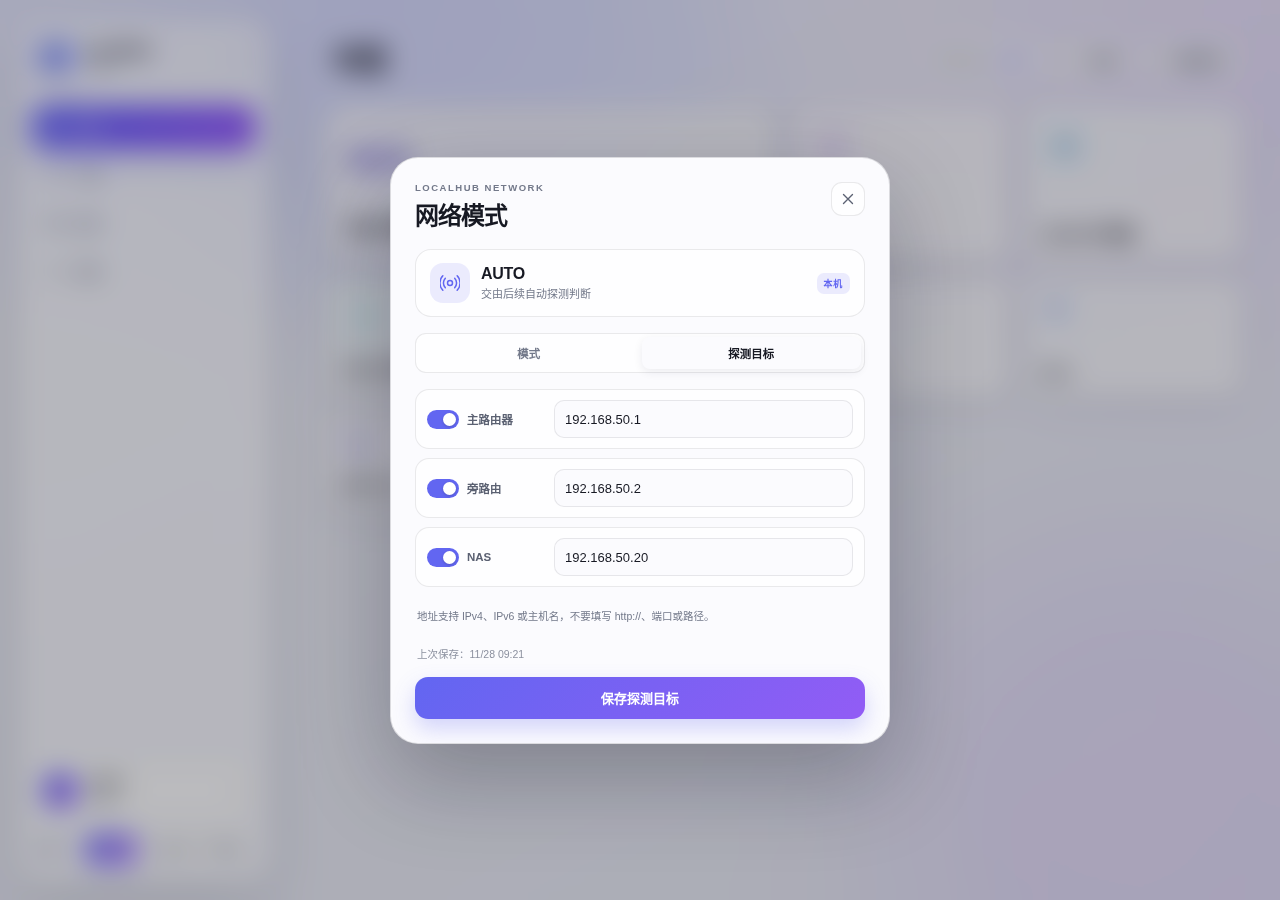 LOCALHUB NETWORK
网络模式
AUTO
交由后续自动探测判断
本机
模式
探测目标
主路由器
192.168.50.1
旁路由
192.168.50.2
NAS
192.168.50.20
地址支持 IPv4、IPv6 或主机名，不要填写 http://、端口或路径。
上次保存：11/28 09:21
保存探测目标